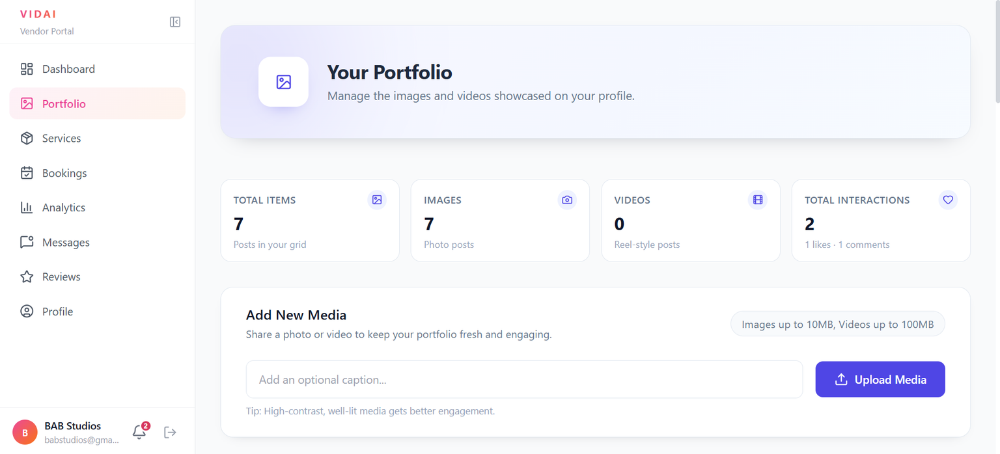 VIDAI
Vendor Portal
Dashboard
Portfolio
Services
Bookings
Analytics
Messages
Reviews
Profile
B
BAB Studios
babstudios@gma...
2
Your Portfolio
Manage the images and videos showcased on your profile.
TOTAL ITEMS
7
Posts in your grid
IMAGES
7
Photo posts
VIDEOS
0
Reel-style posts
TOTAL INTERACTIONS
2
1 likes · 1 comments
Add New Media
Share a photo or video to keep your portfolio fresh and engaging.
Images up to 10MB, Videos up to 100MB
Add an optional caption...
Upload Media
Tip: High-contrast, well-lit media gets better engagement.